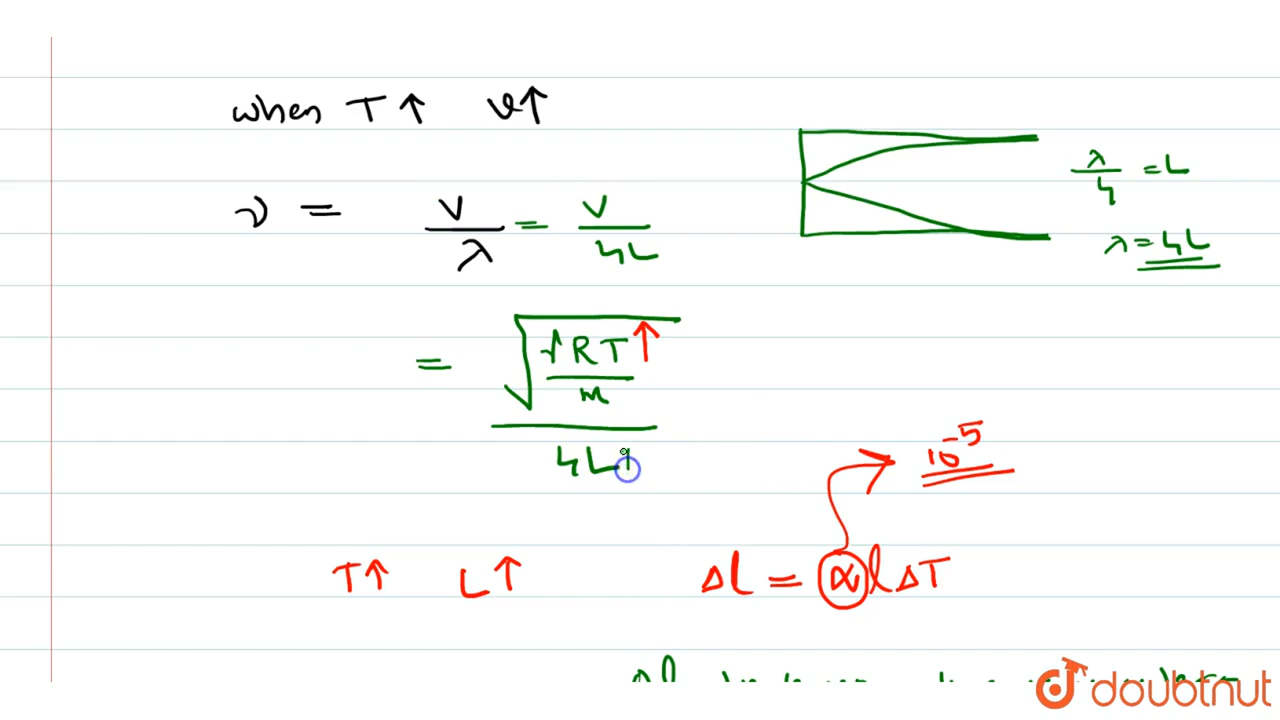 when T↑ υ↑
ν = V/λ = V/4L
λ/4 = L
λ = 4L
= √(γRT↑/m)/4L↑
10⁻⁵
T↑ L↑ Δl = αlΔT
doubtnut